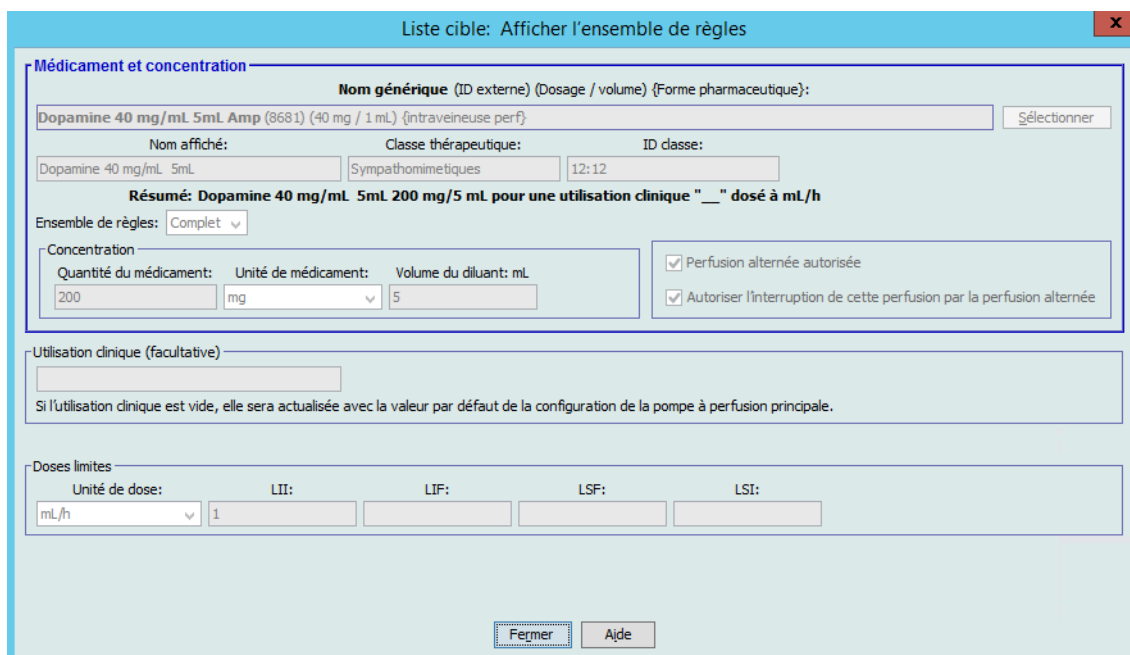 Liste cible: Afficher l'ensemble de règles
x
Médicament et concentration
Nom générique (ID externe) (Dosage / volume) {Forme pharmaceutique}:
Dopamine 40 mg/mL 5mL Amp (8681) (40 mg / 1 mL) {intraveineuse perf}
Sélectionner
Nom affiché: Classe thérapeutique: ID classe:
Dopamine 40 mg/mL 5mL Sympathomimetiques 12:12
Résumé: Dopamine 40 mg/mL 5mL 200 mg/5 mL pour une utilisation clinique "__" dosé à mL/h
Ensemble de règles: Complet
Concentration
Quantité du médicament: Unité de médicament: Volume du diluant: mL
200 mg 5
Perfusion alternée autorisée
Autoriser l'interruption de cette perfusion par la perfusion alternée
Utilisation clinique (facultative)
Si l'utilisation clinique est vide, elle sera actualisée avec la valeur par défaut de la configuration de la pompe à perfusion principale.
Doses limites
Unité de dose: LII: LIF: LSF: LSI:
mL/h 1
Fermer Aide